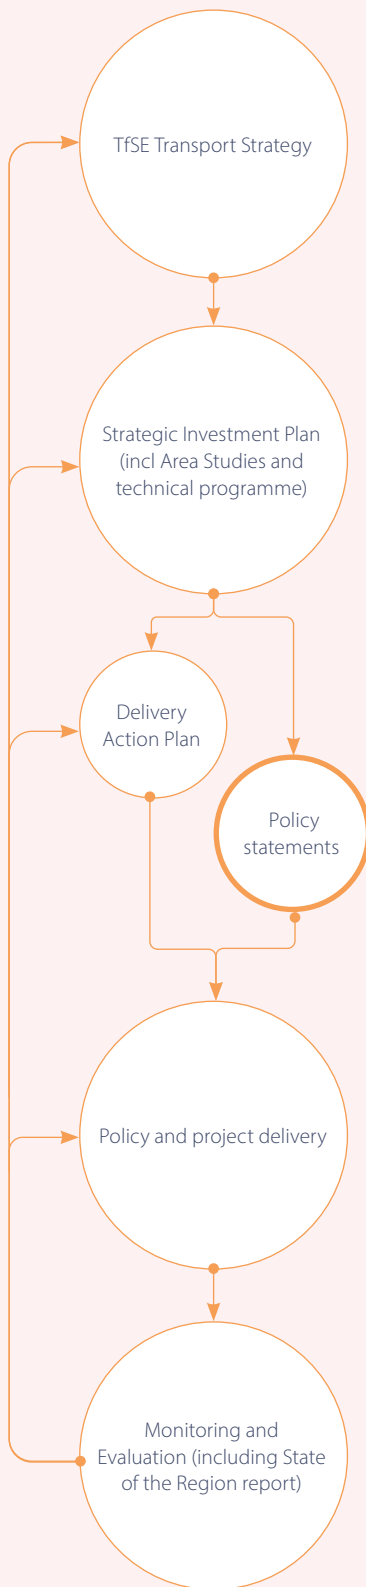 TfSE Transport Strategy
Strategic Investment Plan
(incl Area Studies and
technical programme)
Delivery
Action Plan
Policy
statements
Policy and project delivery
Monitoring and
Evaluation (including State
of the Region report)